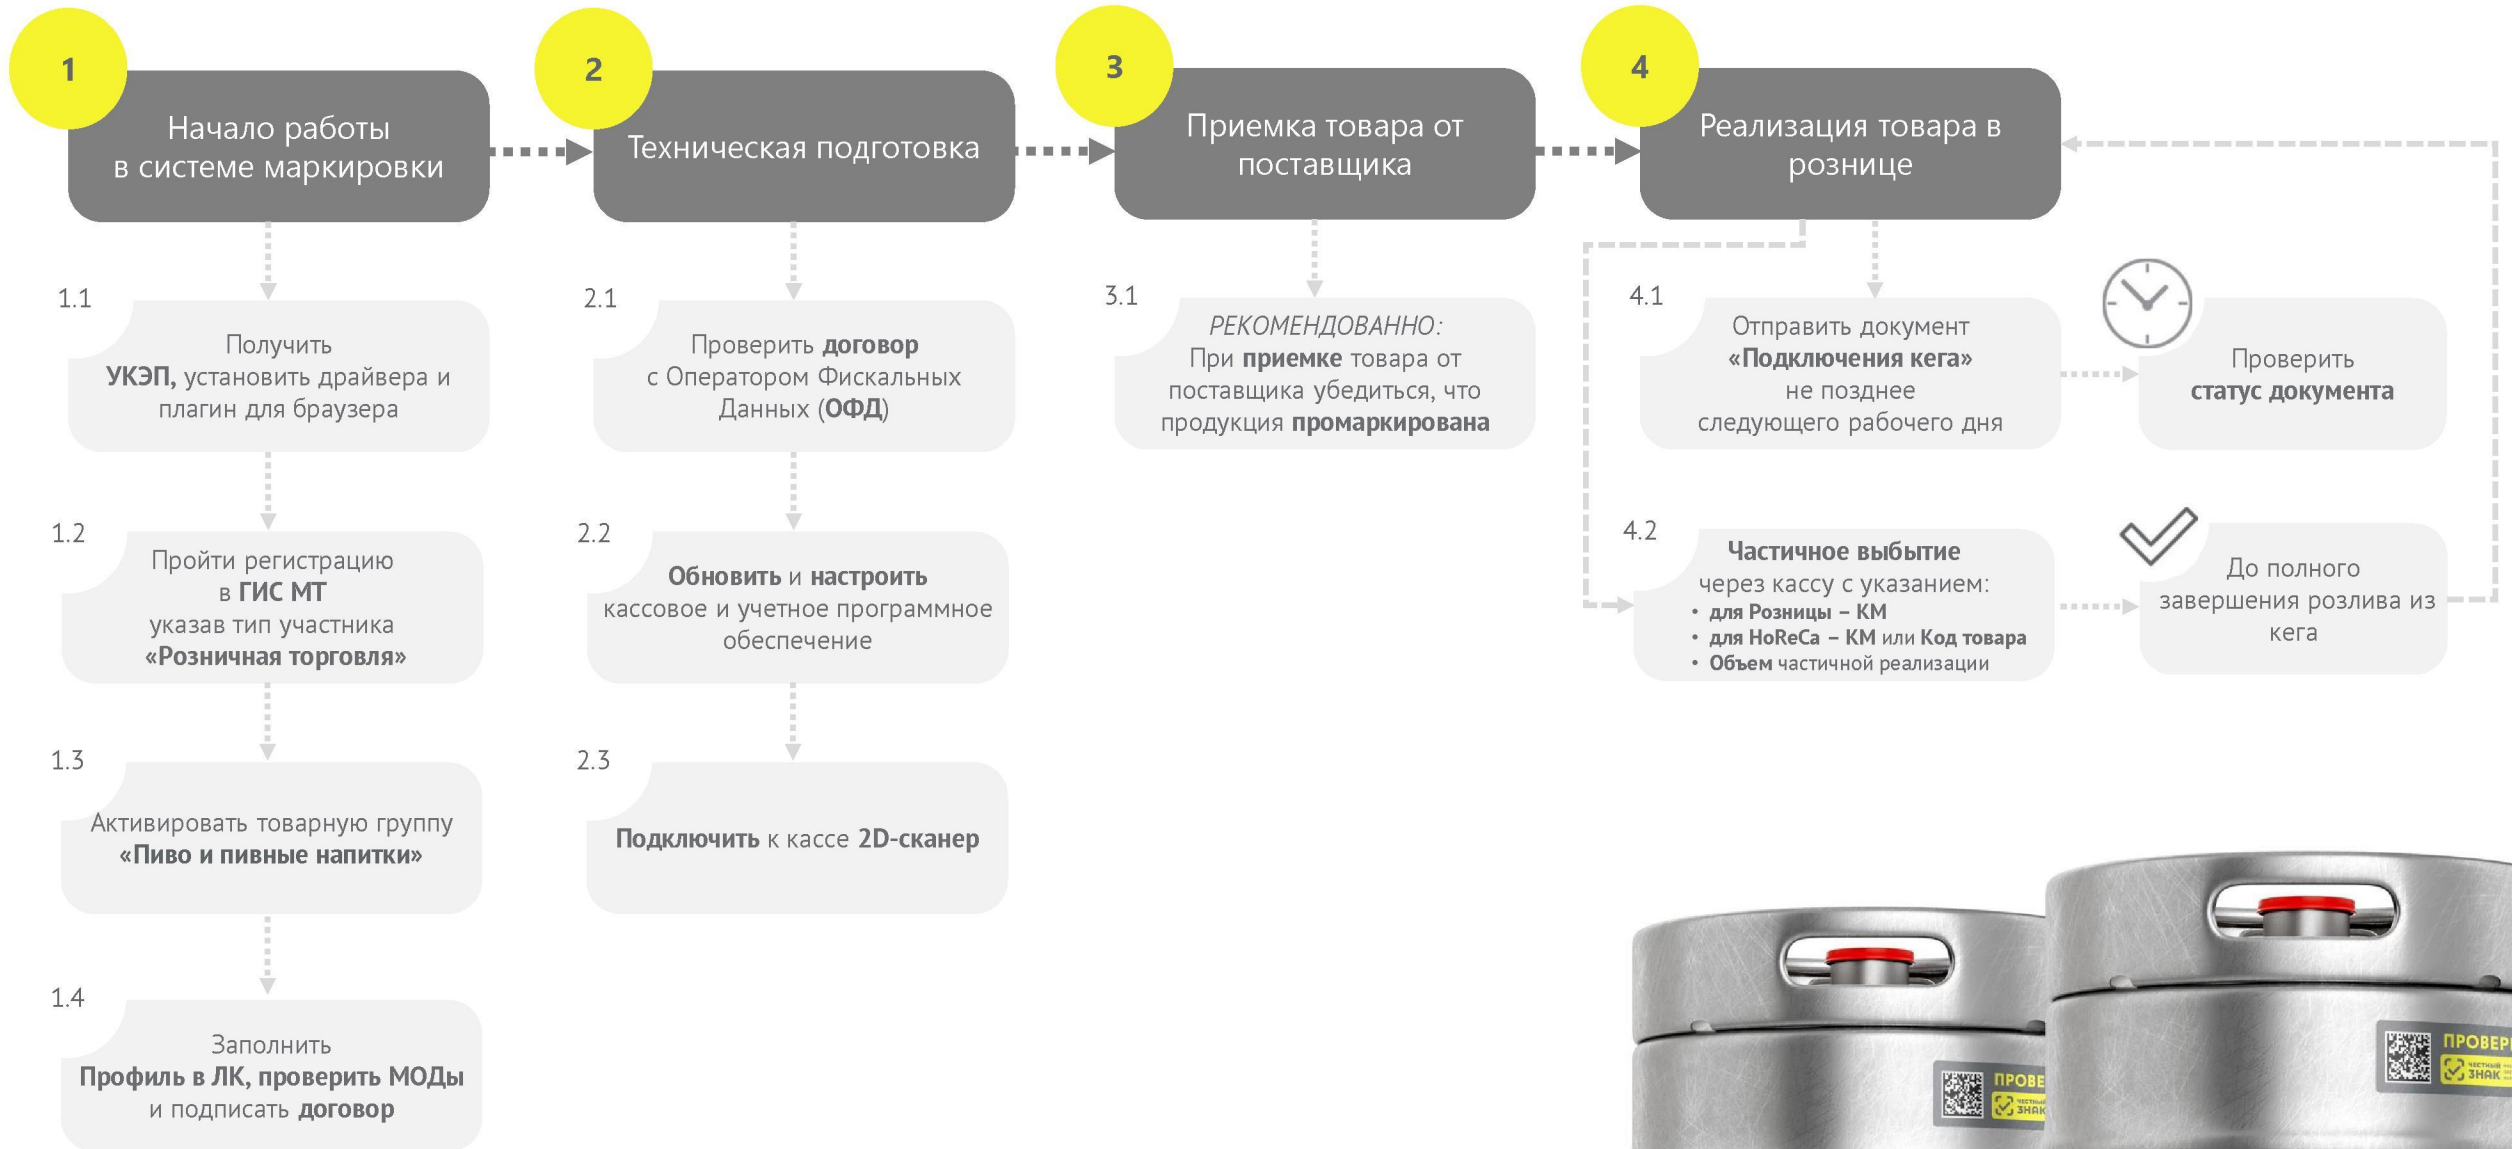 1
Начало работы
в системе маркировки
1.1
Получить
УКЭП, установить драйвера и
плагин для браузера
1.2
Пройти регистрацию
в ГИС МТ
указав тип участника
«Розничная торговля»
1.3
Активировать товарную группу
«Пиво и пивные напитки»
1.4
Заполнить
Профиль в ЛК, проверить МОДы
и подписать договор
2
Техническая подготовка
2.1
Проверить договор
с Оператором Фискальных
Данных (ОФД)
2.2
Обновить и настроить
кассовое и учетное программное
обеспечение
2.3
Подключить к кассе 2D-сканер
3
Приемка товара от
поставщика
3.1
РЕКОМЕНДОВАННО:
При приемке товара от
поставщика убедиться, что
продукция промаркирована
4
Реализация товара в
рознице
4.1
Отправить документ
«Подключения кега»
не позднее
следующего рабочего дня
Проверить
статус документа
4.2
Частичное выбытие
через кассу с указанием:
• для Розницы – КМ
• для HoReCa – КМ или Код товара
• Объем частичной реализации
До полного
завершения розлива из
кега
ПРОВЕ
ЧЕСТНЫЙ
ЗНАК
ПРОВЕР
ЧЕСТНЫЙ
ЗНАК